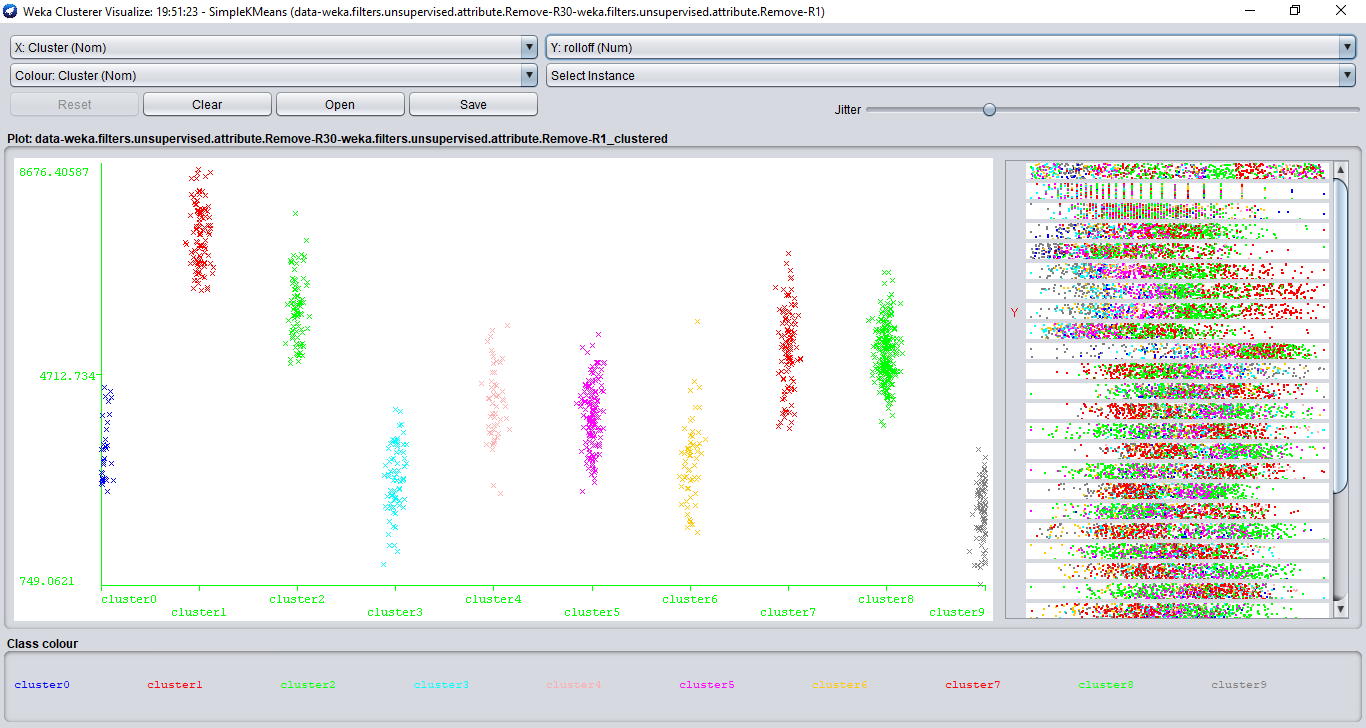 Weka Clusterer Visualize: 19:51:23 - SimpleKMeans (data-weka.filters.unsupervised.attribute.Remove-R30-weka.filters.unsupervised.attribute.Remove-R1)
X: Cluster (Nom)
Y: rolloff (Num)
Colour: Cluster (Nom)
Select Instance
Reset
Clear
Open
Save
Jitter
Plot: data-weka.filters.unsupervised.attribute.Remove-R30-weka.filters.unsupervised.attribute.Remove-R1_clustered
8676.40587
4712.734
749.0621
cluster0
cluster1
cluster2
cluster3
cluster4
cluster5
cluster6
cluster7
cluster8
cluster9
Y
Class colour
cluster0 cluster1 cluster2 cluster3 cluster4 cluster5 cluster6 cluster7 cluster8 cluster9